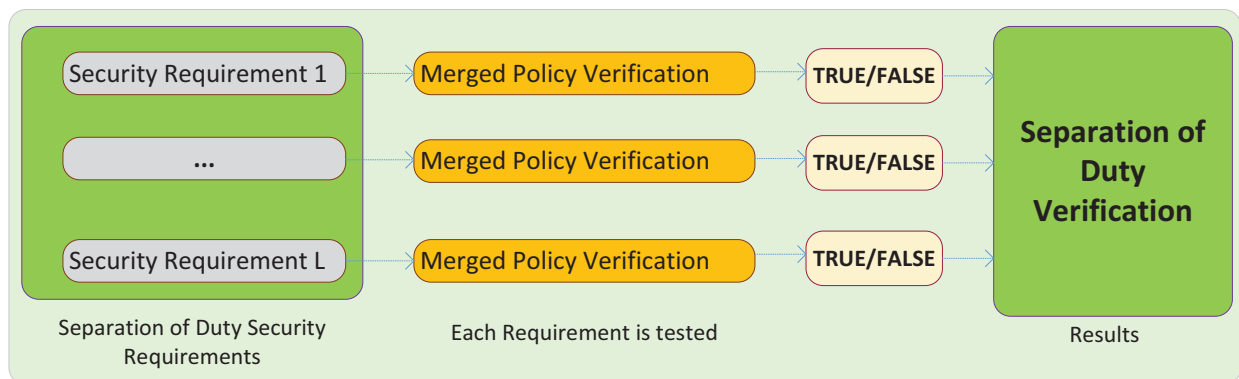 Security Requirement 1
Merged Policy Verification
TRUE/FALSE
...
Merged Policy Verification
TRUE/FALSE
Security Requirement L
Merged Policy Verification
TRUE/FALSE
Separation of
Duty
Verification
Separation of Duty Security
Requirements
Each Requirement is tested
Results